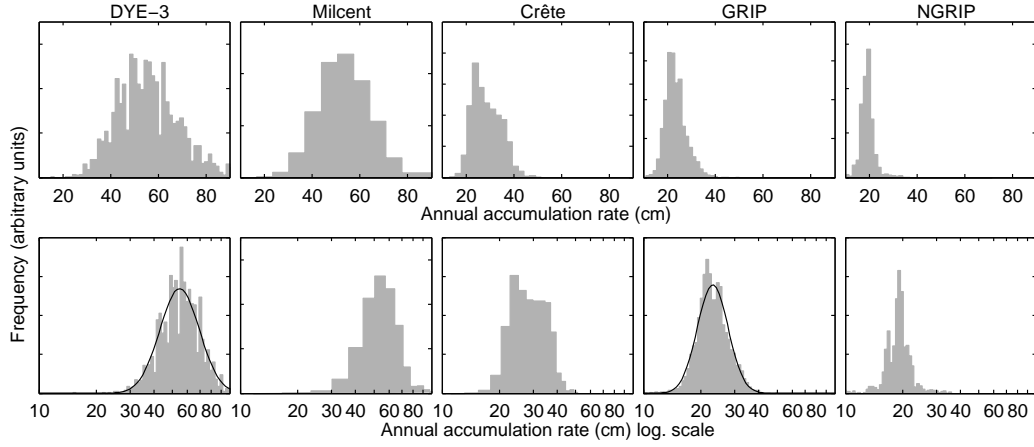 DYE−3 Milcent Crête GRIP NGRIP
Frequency (arbitrary units)
20 40 60 80 20 40 60 80 20 40 60 80 20 40 60 80 20 40 60 80
Annual accumulation rate (cm)
10 20 30 40 60 80 10 20 30 40 60 80 10 20 30 40 60 80 10 20 30 40 60 80 10 20 30 40 60 80
Annual accumulation rate (cm) log. scale